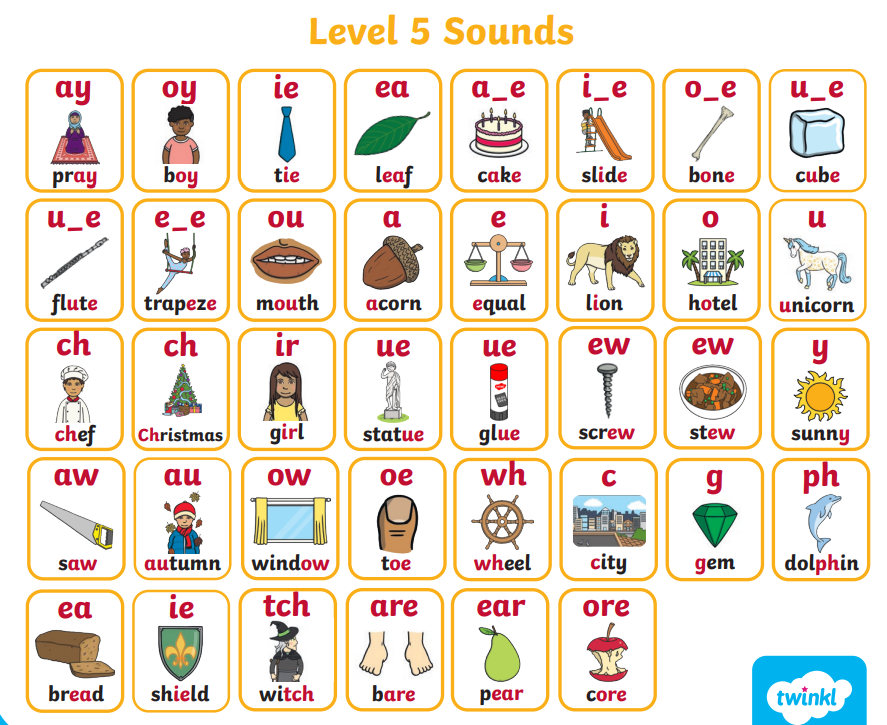 Level 5 Sounds
ay oy ie ea a_e i_e o_e u_e
pray boy tie leaf cake slide bone cube
u_e e_e ou a e i o u
flute trapeze mouth acorn equal lion hotel unicorn
ch ch ir ue ue ew ew y
chef Christmas girl statue glue screw stew sunny
aw au ow oe wh c g ph
saw autumn window toe wheel city gem dolphin
ea ie tch are ear ore
bread shield witch bare pear core
twinkl